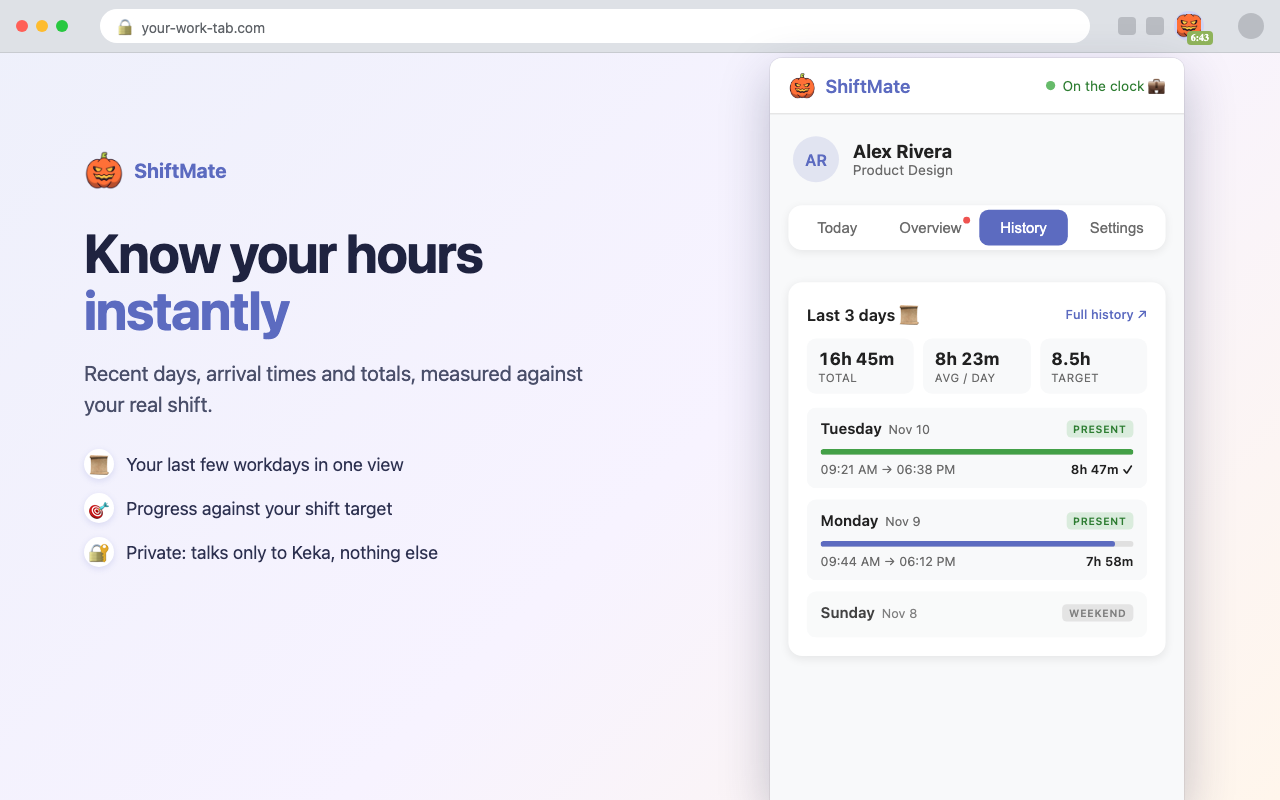 your-work-tab.com
6:43
ShiftMate
On the clock
ShiftMate
Know your hours
instantly
Recent days, arrival times and totals, measured against
your real shift.
Your last few workdays in one view
Progress against your shift target
Private: talks only to Keka, nothing else
AR
Alex Rivera
Product Design
Today
Overview
History
Settings
Last 3 days
Full history ↗
16h 45m
TOTAL
8h 23m
AVG / DAY
8.5h
TARGET
Tuesday Nov 10
PRESENT
09:21 AM → 06:38 PM
8h 47m ✓
Monday Nov 9
PRESENT
09:44 AM → 06:12 PM
7h 58m
Sunday Nov 8
WEEKEND